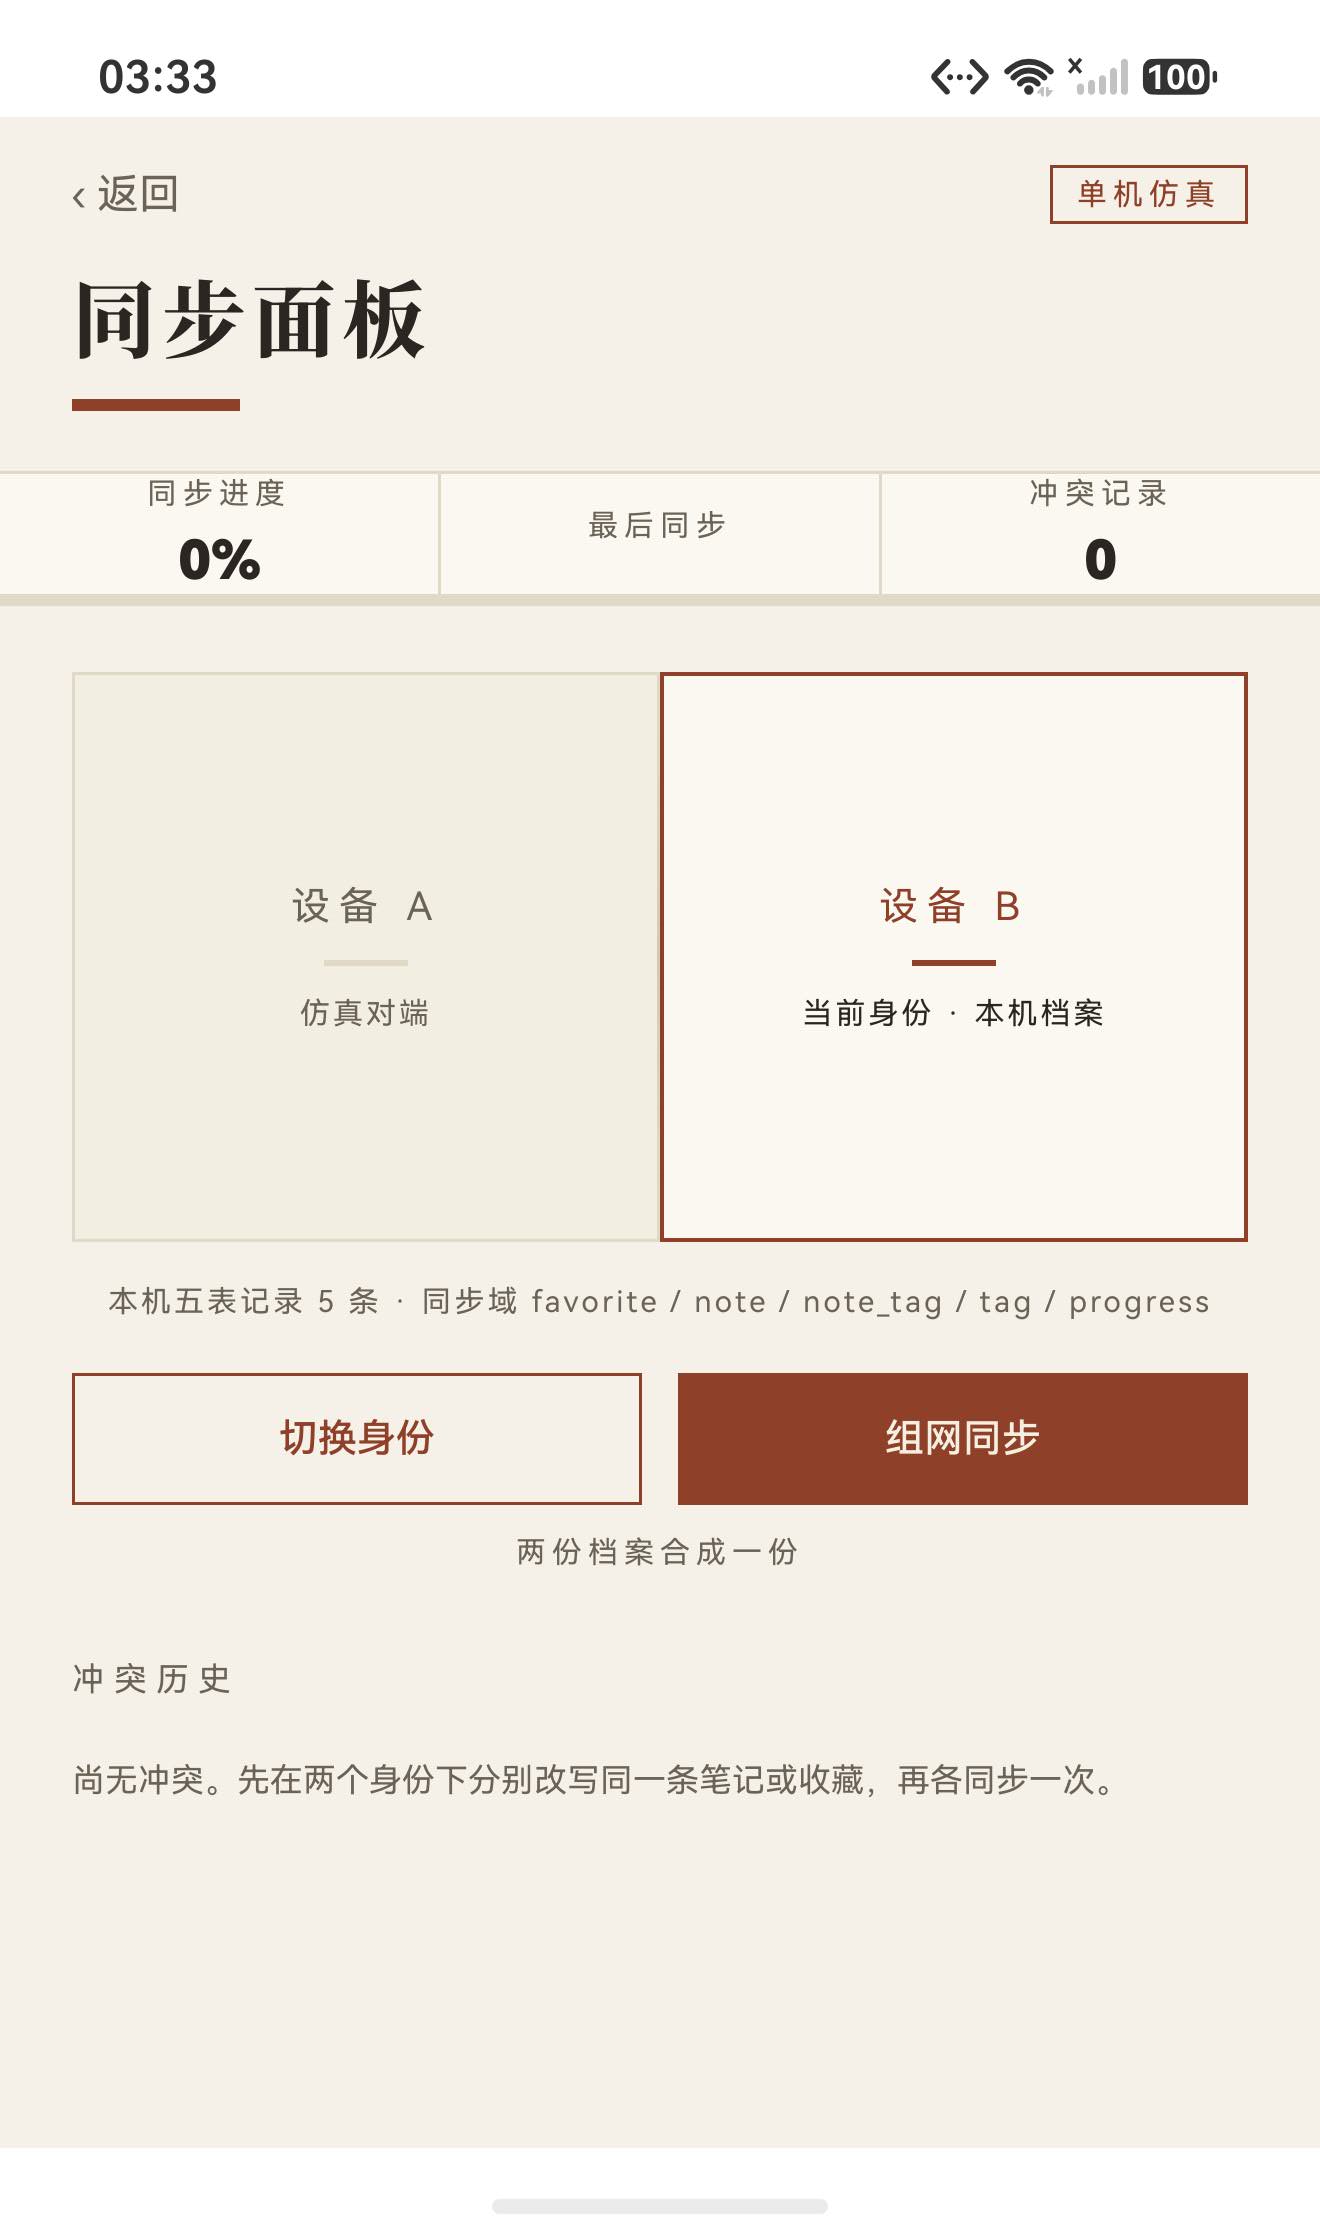 03:33
100
‹ 返回
单机仿真
同步面板
同步进度
最后同步
冲突记录
0%
0
设备 A
设备 B
仿真对端
当前身份 · 本机档案
本机五表记录 5 条 · 同步域 favorite / note / note_tag / tag / progress
切换身份
组网同步
两份档案合成一份
冲突历史
尚无冲突。先在两个身份下分别改写同一条笔记或收藏，再各同步一次。